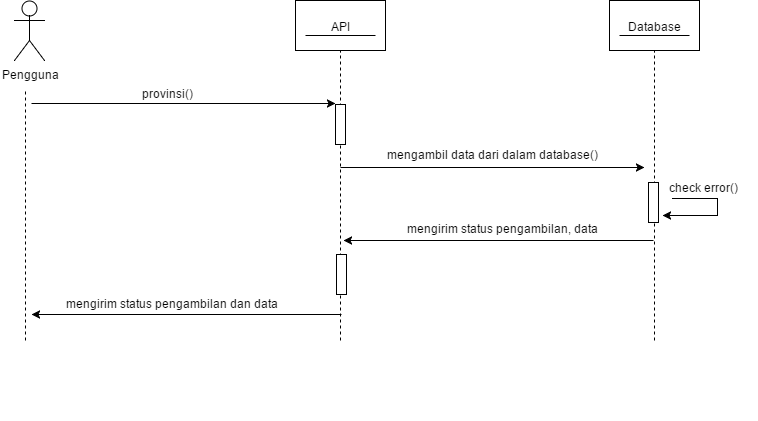 API
Database
Pengguna
provinsi()
mengambil data dari dalam database()
check error()
mengirim status pengambilan, data
mengirim status pengambilan dan data